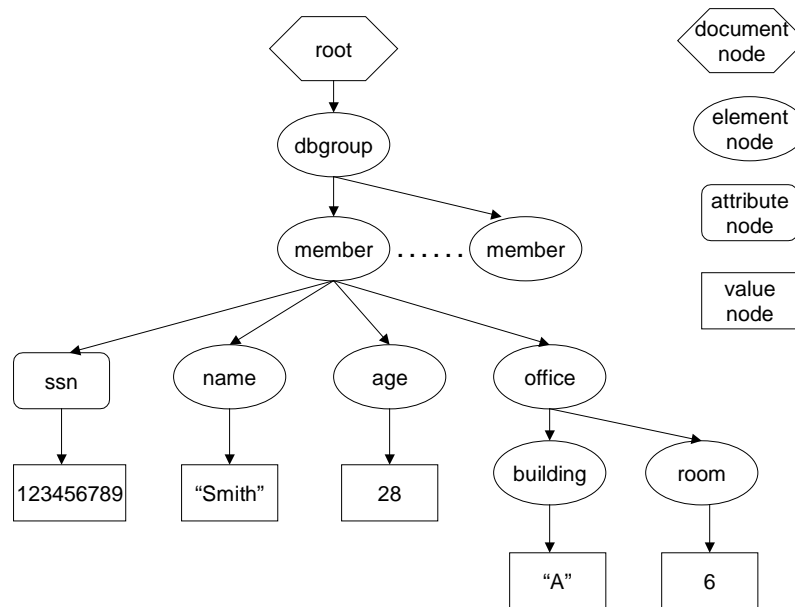 root
document
node
dbgroup
element
node
member
. . . . . .
member
attribute
node
value
node
ssn
name
age
office
123456789
“Smith”
28
building
room
“A”
6